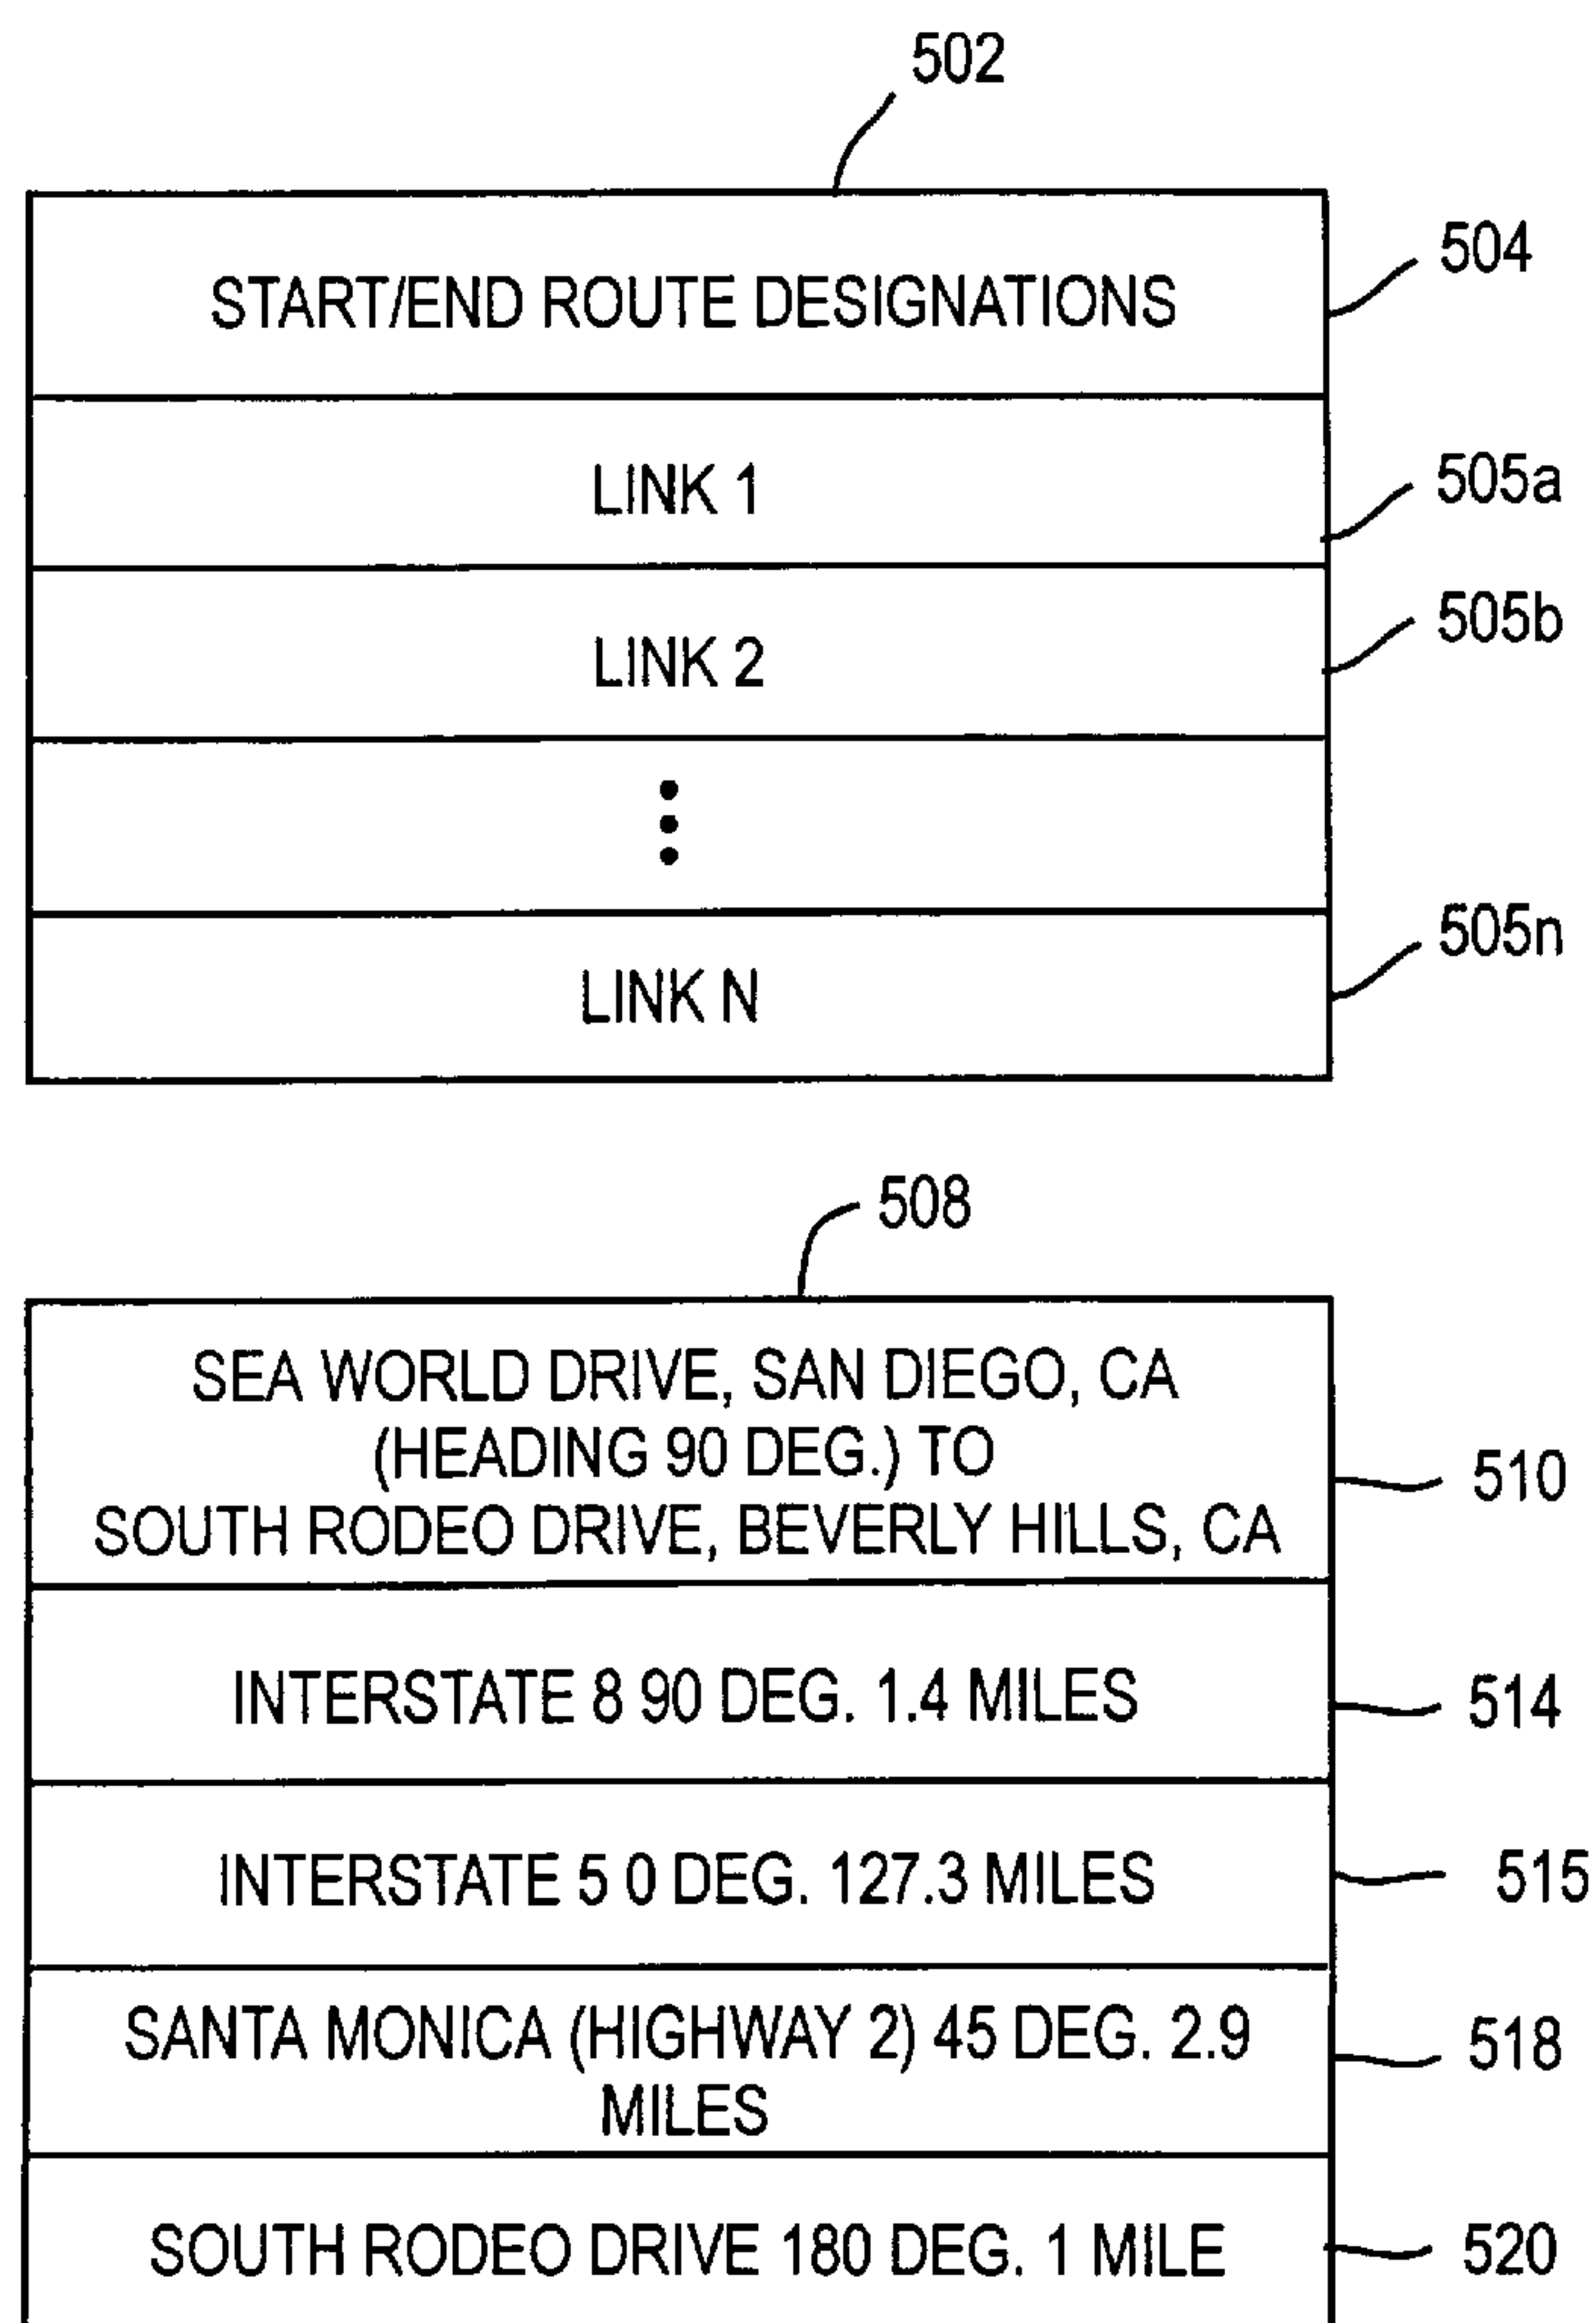 502
START/END ROUTE DESIGNATIONS
504
LINK 1
505a
LINK 2
505b
LINK N
505n
508
SEA WORLD DRIVE, SAN DIEGO, CA
(HEADING 90 DEG.) TO
SOUTH RODEO DRIVE, BEVERLY HILLS, CA
510
INTERSTATE 8 90 DEG. 1.4 MILES
514
INTERSTATE 5 0 DEG. 127.3 MILES
515
SANTA MONICA (HIGHWAY 2) 45 DEG. 2.9
MILES
518
SOUTH RODEO DRIVE 180 DEG. 1 MILE
520